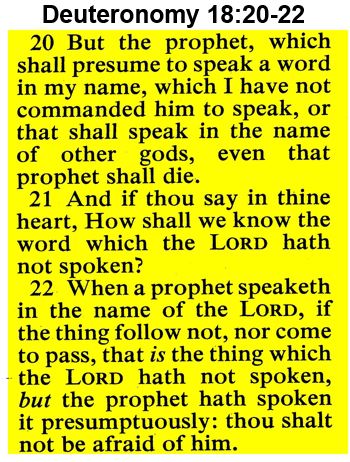 Deuteronomy 18:20-22
20 But the prophet, which
shall presume to speak a word
in my name, which I have not
commanded him to speak, or
that shall speak in the name
of other gods, even that
prophet shall die.
21 And if thou say in thine
heart, How shall we know the
word which the LORD hath
not spoken?
22 When a prophet speaketh
in the name of the LORD, if
the thing follow not, nor come
to pass, that is the thing which
the LORD hath not spoken,
but the prophet hath spoken
it presumptuously: thou shalt
not be afraid of him.